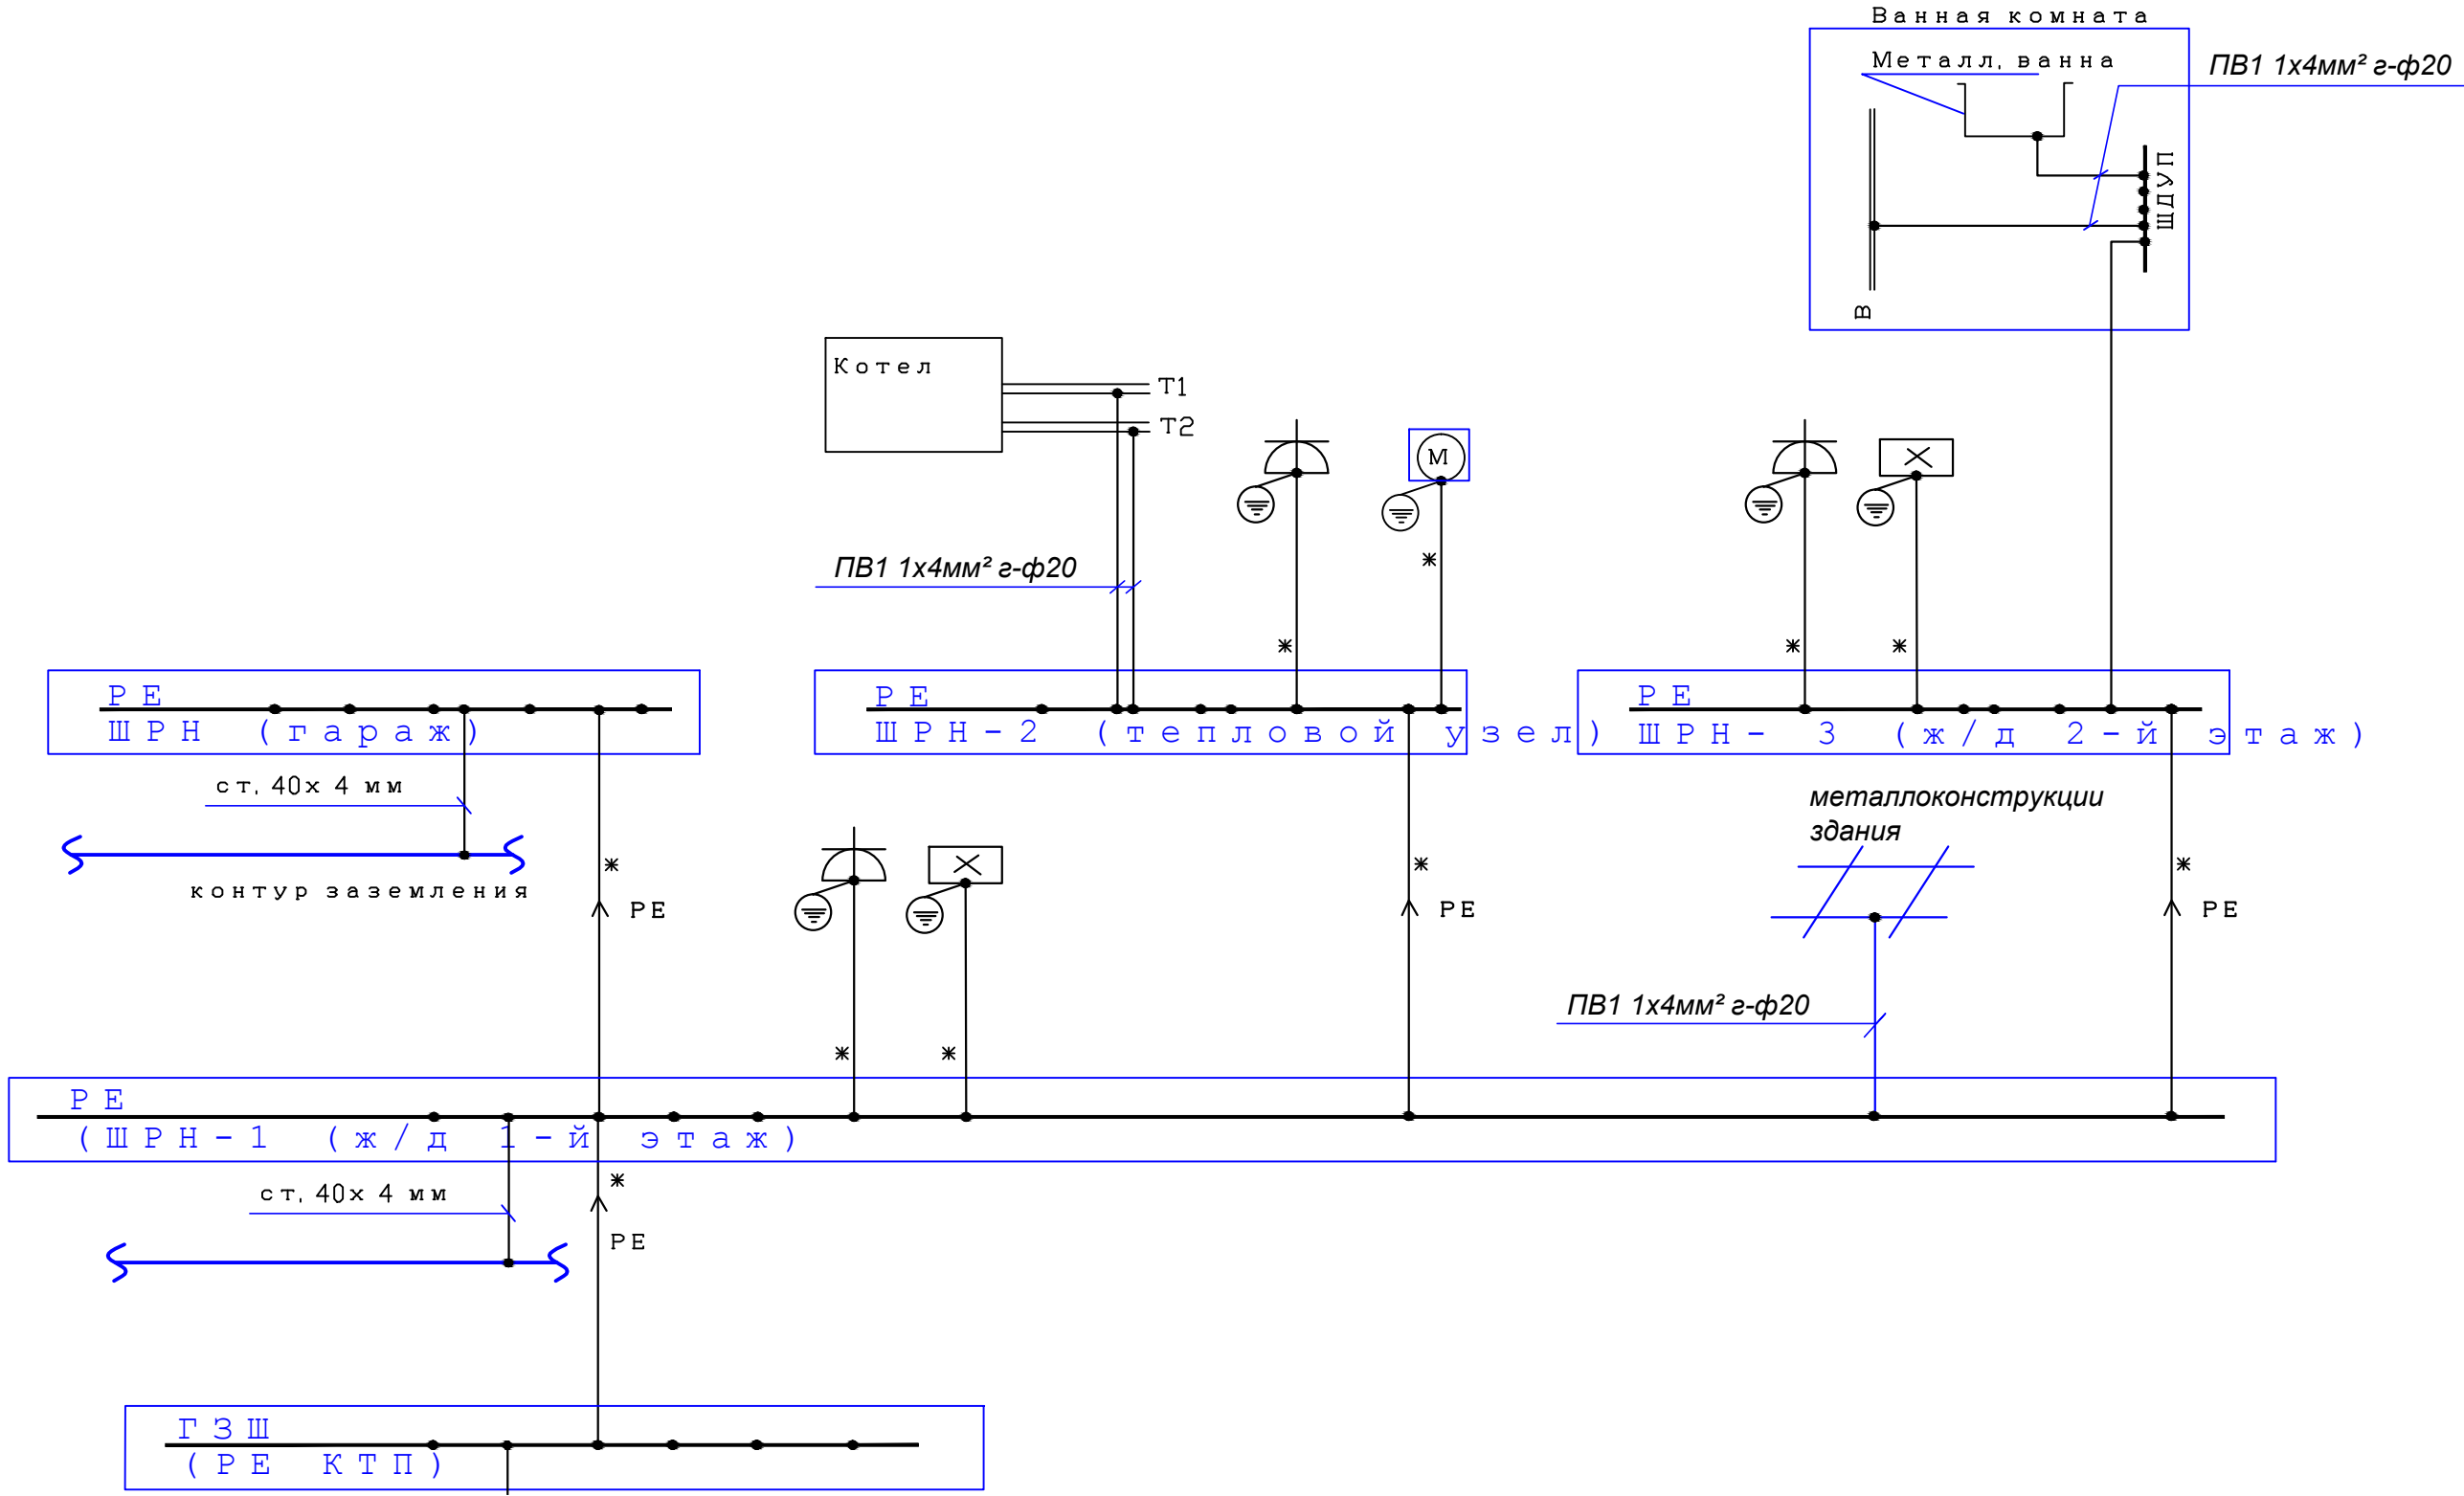 Ванная комната
Металл. ванна
ПВ1 1х4мм² г-ф20
ШДУП
В
Котел
Т1
Т2
М
ПВ1 1х4мм² г-ф20
*
*
*
*
РЕ
ШРН (гараж)
РЕ
ШРН-2 (тепловой узел)
РЕ
ШРН- 3 (ж/д 2-й этаж)
ст. 40х 4 мм
контур заземления
*
РЕ
*
РЕ
металлоконструкции
здания
*
РЕ
ПВ1 1х4мм² г-ф20
*
*
РЕ
(ШРН-1 (ж/д 1-й этаж)
ст. 40х 4 мм
*
РЕ
ГЗШ
(РЕ КТП)